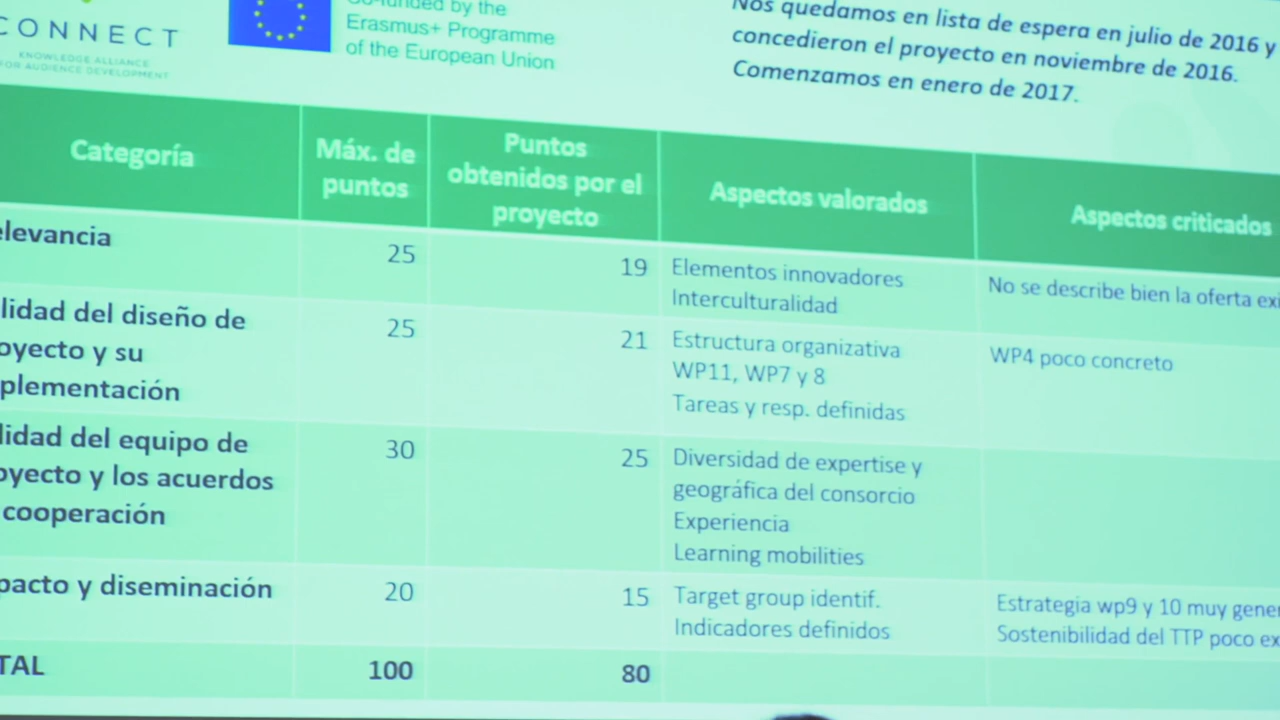 CONNECT
KNOWLEDGE ALLIANCE
FOR AUDIENCE DEVELOPMENT
Co-funded by the
Erasmus+ Programme
of the European Union
Nos quedamos en lista de espera en julio de 2016 y
concedieron el proyecto en noviembre de 2016.
Comenzamos en enero de 2017.
Categoría
Máx. de
puntos
Puntos
obtenidos por el
proyecto
Aspectos valorados
Aspectos criticados
elevancia
25
19
Elementos innovadores
Interculturalidad
No se describe bien la oferta exi
lidad del diseño de
oyecto y su
plementación
25
21
Estructura organizativa
WP11, WP7 y 8
Tareas y resp. definidas
WP4 poco concreto
lidad del equipo de
oyecto y los acuerdos
cooperación
30
25
Diversidad de expertise y
geográfica del consorcio
Experiencia
Learning mobilities
pacto y diseminación
20
15
Target group identif.
Indicadores definidos
Estrategia wp9 y 10 muy gener
Sostenibilidad del TTP poco ex
TAL
100
80